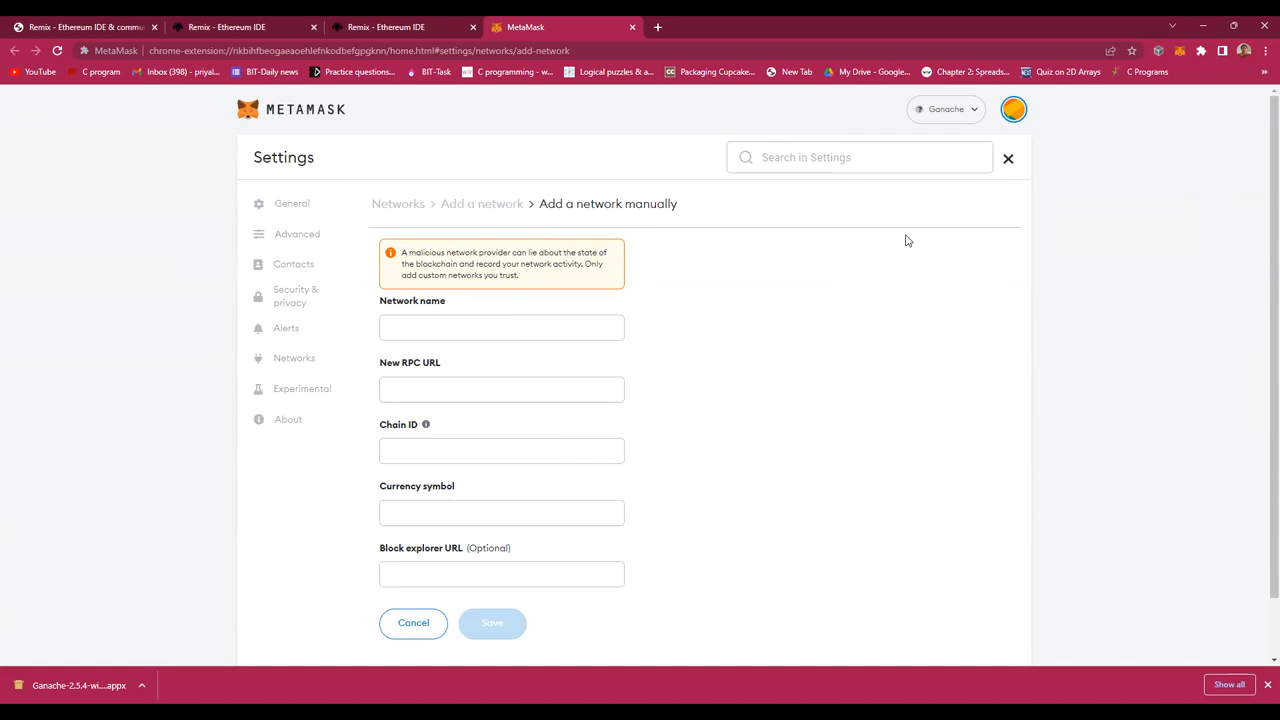 Remix - Ethereum IDE & commu
Remix - Ethereum IDE
Remix - Ethereum IDE
MetaMask
MetaMask
chrome-extension://nkbihfbeogaeaoehlefnkodbefgpgknn/home.html#settings/networks/add-network
YouTube
C program
Inbox (398) - priyal...
BIT-Daily news
Practice questions...
BIT-Task
C programming - w...
Logical puzzles & a...
Packaging Cupcake...
New Tab
My Drive - Google...
Chapter 2: Spreads...
Quiz on 2D Arrays
C Programs
METAMASK
Ganache
Settings
Search in Settings
General
Advanced
Contacts
Security &
privacy
Alerts
Networks
Experimental
About
Networks > Add a network > Add a network manually
A malicious network provider can lie about the state of
the blockchain and record your network activity. Only
add custom networks you trust.
Network name
New RPC URL
Chain ID
Currency symbol
Block explorer URL (Optional)
Cancel
Save
Ganache-2.5.4-wi....appx
Show all